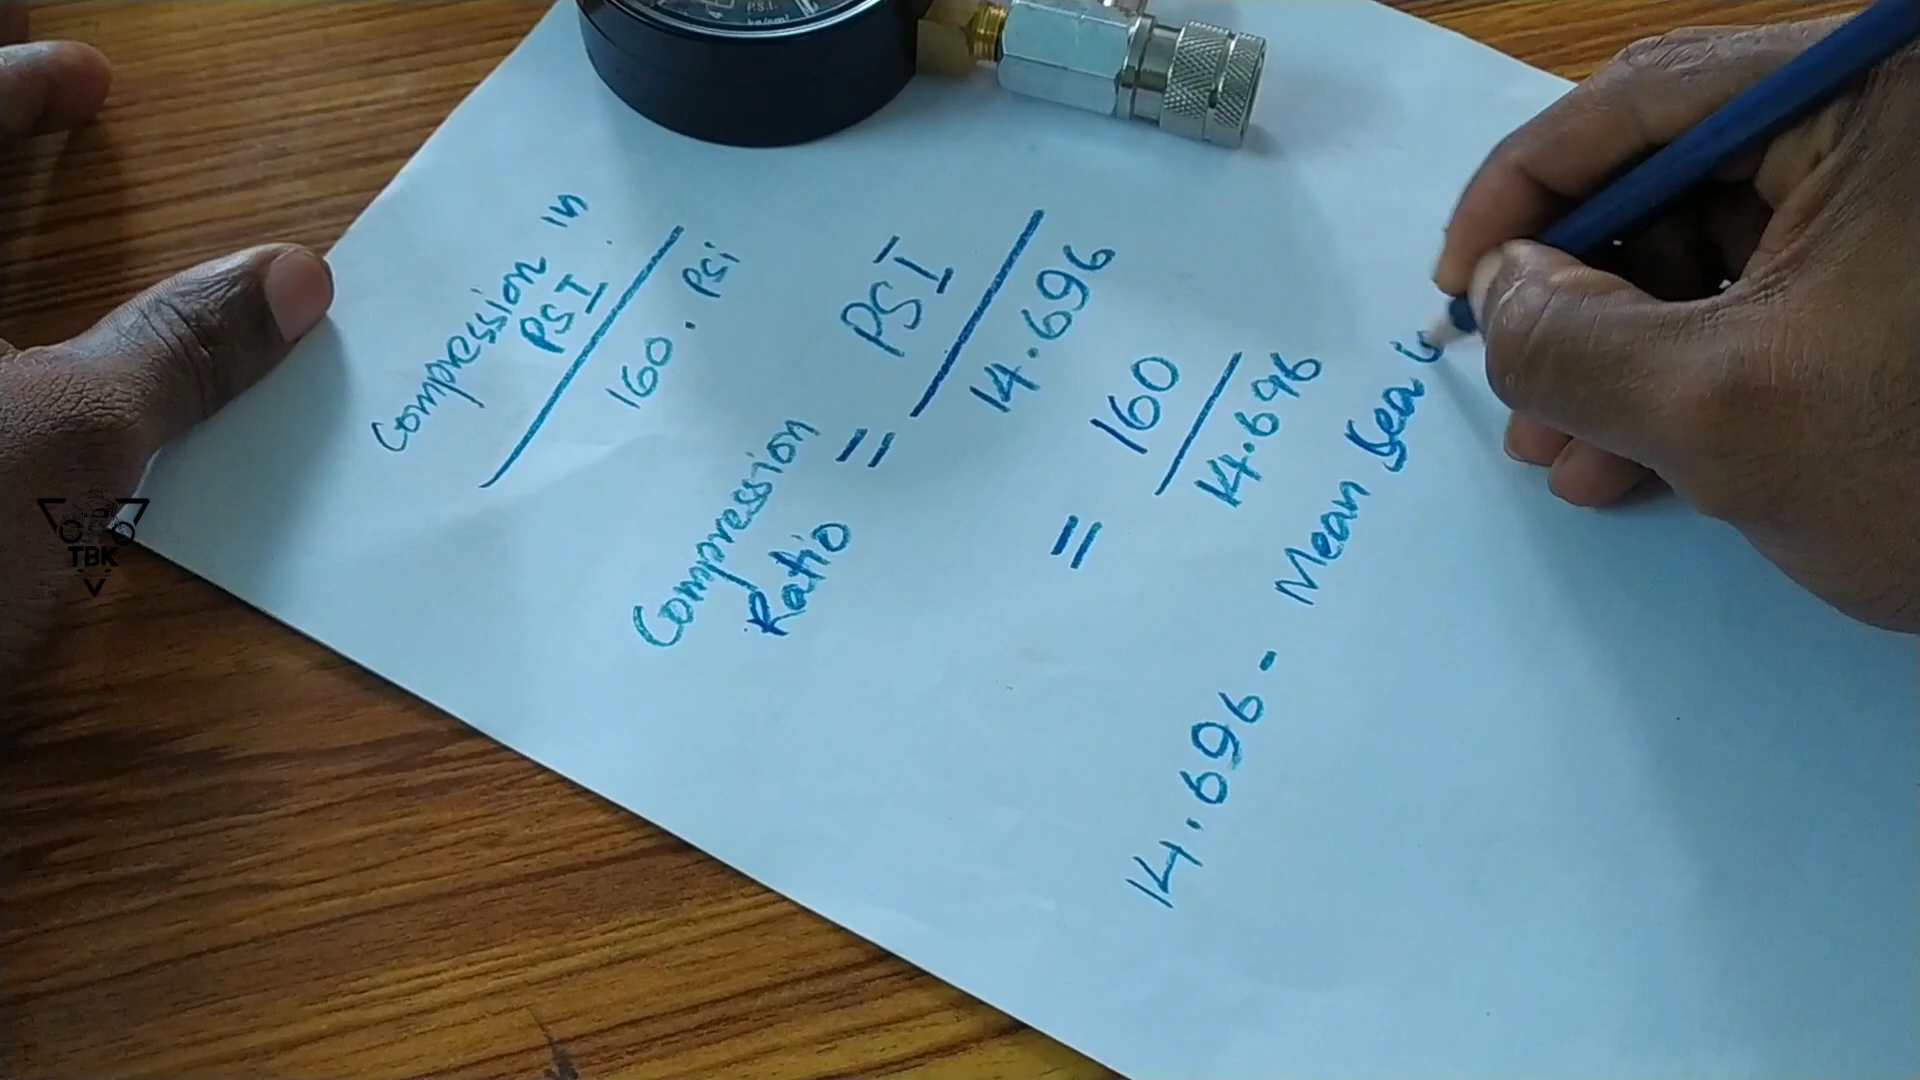 P.S.I.
Compression in
PSI
160. Psi
Compression
Ratio
=
PSI
14.696
=
160
14.696
14.696 - Mean Sea
TBK